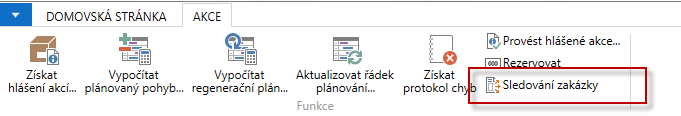 DOMOVSKÁ STRÁNKA
AKCE
Získat
hlášení akcí...
Vypočítat
plánovaný pohyb...
Vypočítat
regenerační plán...
Aktualizovat řádek
plánování...
Získat
protokol chyb
Provést hlášené akce...
Rezervovat
Sledování zakázky
Funkce